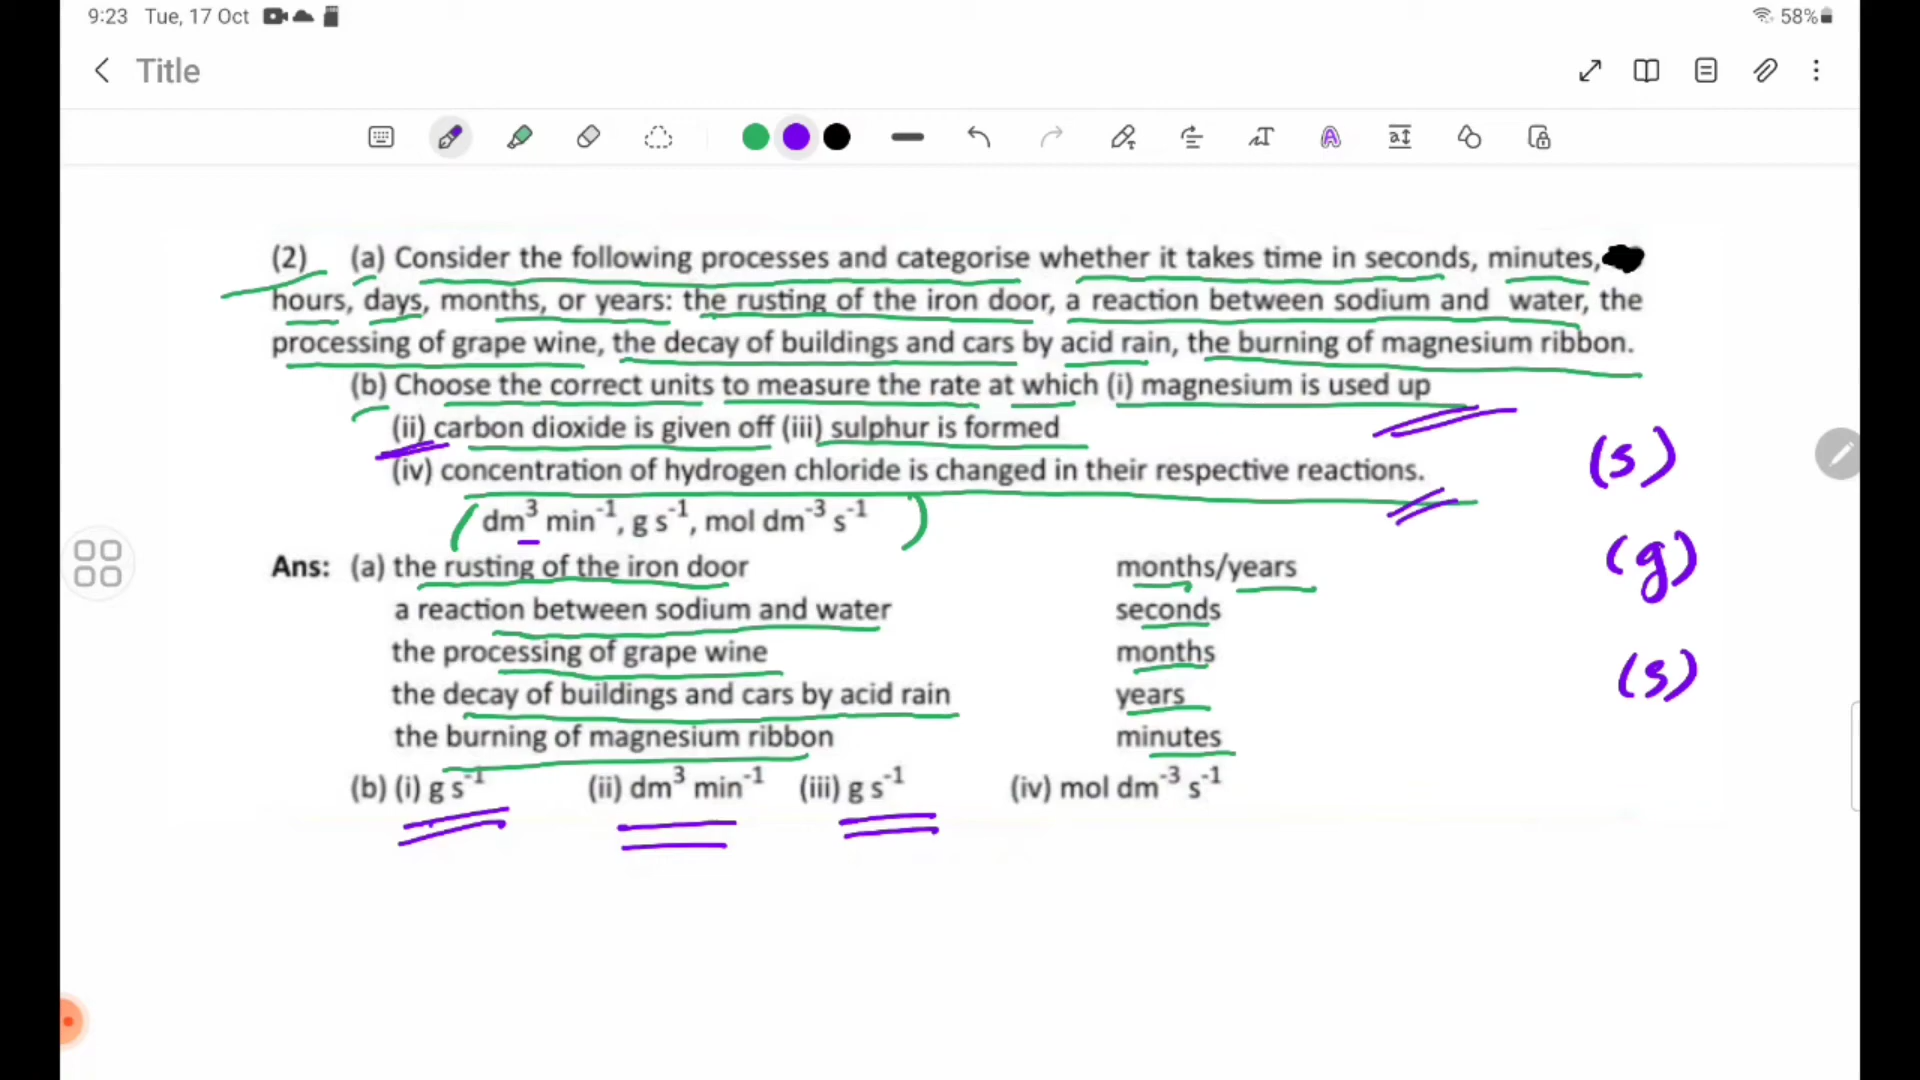 9:23 Tue, 17 Oct
58%
Title
(2) (a) Consider the following processes and categorise whether it takes time in seconds, minutes,
hours, days, months, or years: the rusting of the iron door, a reaction between sodium and water, the
processing of grape wine, the decay of buildings and cars by acid rain, the burning of magnesium ribbon.
(b) Choose the correct units to measure the rate at which (i) magnesium is used up
(ii) carbon dioxide is given off (iii) sulphur is formed
(s)
(iv) concentration of hydrogen chloride is changed in their respective reactions.
(dm³ min⁻¹, g s⁻¹, mol dm⁻³ s⁻¹)
(g)
Ans: (a) the rusting of the iron door months/years
a reaction between sodium and water seconds
the processing of grape wine months
(s)
the decay of buildings and cars by acid rain years
the burning of magnesium ribbon minutes
(b) (i) g s⁻¹ (ii) dm³ min⁻¹ (iii) g s⁻¹ (iv) mol dm⁻³ s⁻¹